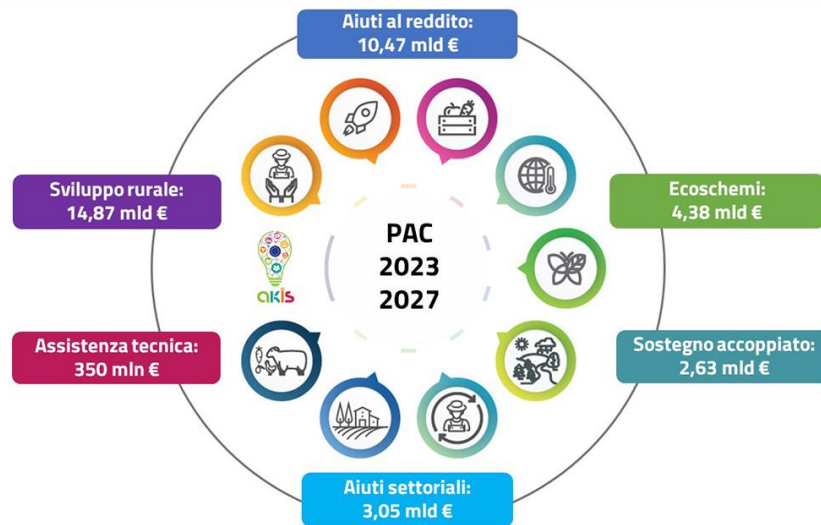 Aiuti al reddito:
10,47 mld €
Sviluppo rurale:
14,87 mld €
Ecoschemi:
4,38 mld €
PAC
2023
2027
akis
Assistenza tecnica:
350 mln €
Sostegno accoppiato:
2,63 mld €
Aiuti settoriali:
3,05 mld €